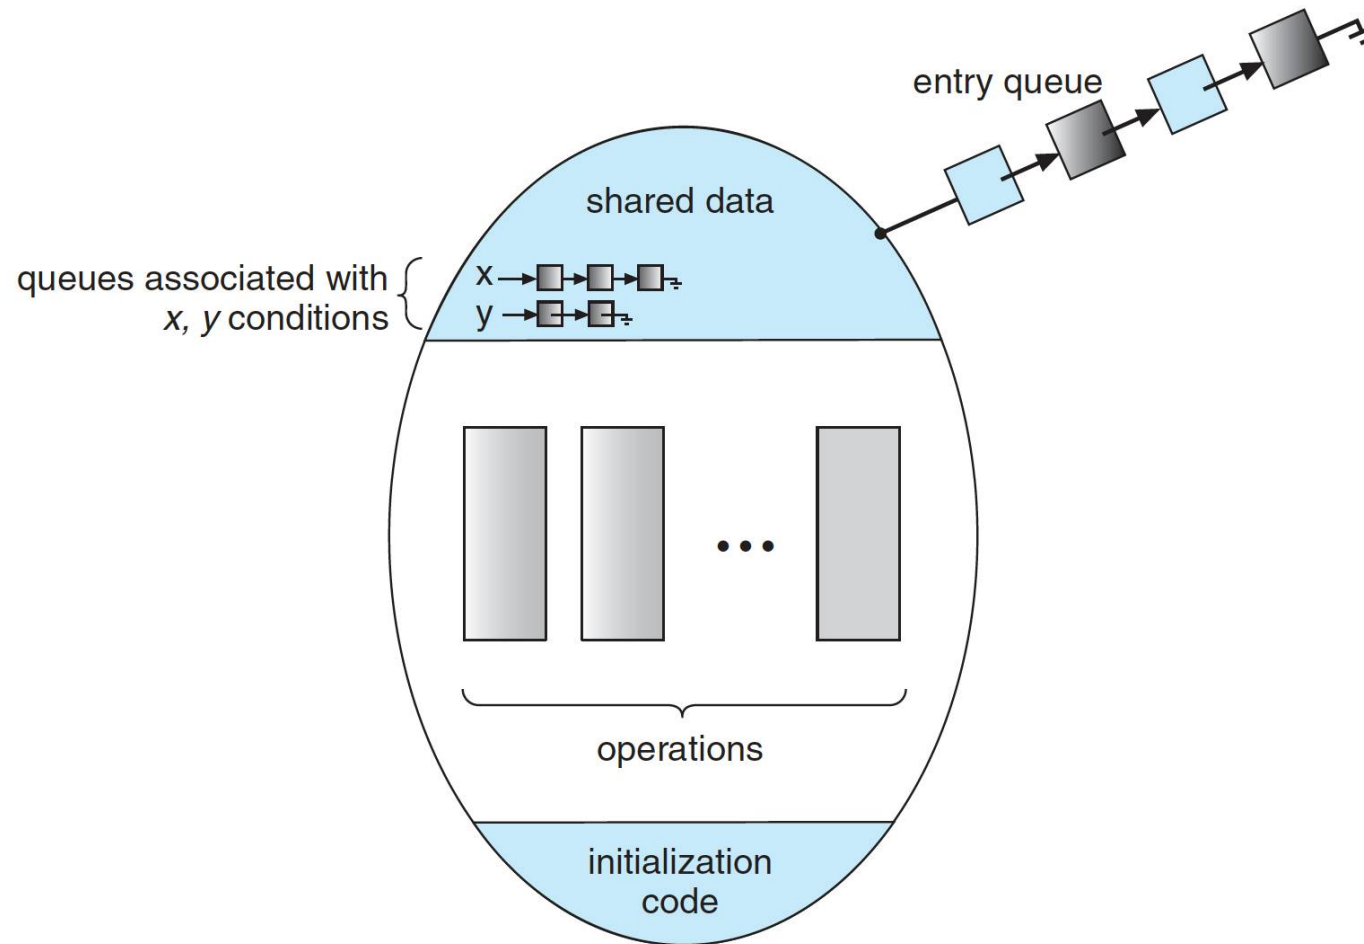 entry queue
shared data
queues associated with
x, y conditions
x
y
...
operations
initialization
code